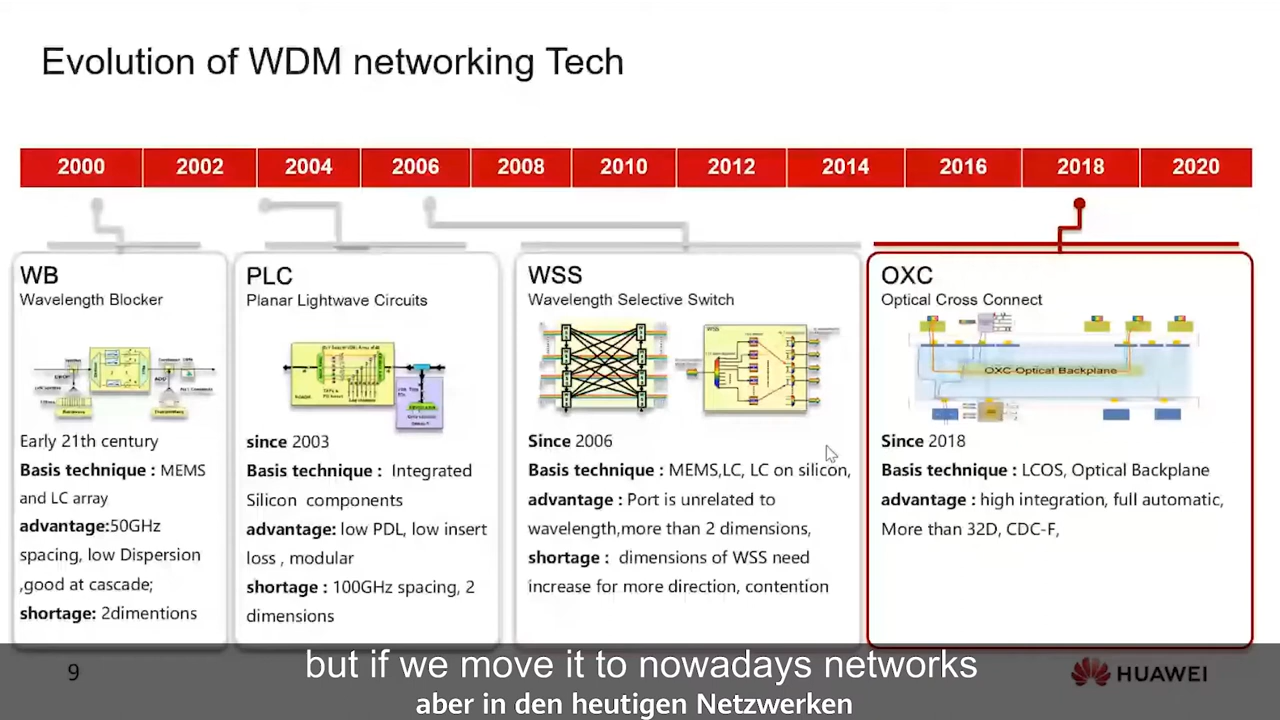 Evolution of WDM networking Tech
2000 2002 2004 2006 2008 2010 2012 2014 2016 2018 2020
WB
Wavelength Blocker
Early 21th century
Basis technique : MEMS
and LC array
advantage:50GHz
spacing, low Dispersion
,good at cascade;
shortage: 2dimentions
PLC
Planar Lightwave Circuits
since 2003
Basis technique : Integrated
Silicon components
advantage: low PDL, low insert
loss , modular
shortage : 100GHz spacing, 2
dimensions
WSS
Wavelength Selective Switch
WSS
Since 2006
Basis technique : MEMS,LC, LC on silicon,
advantage : Port is unrelated to
wavelength,more than 2 dimensions,
shortage : dimensions of WSS need
increase for more direction, contention
OXC
Optical Cross Connect
OXC-Optical Backplane
Since 2018
Basis technique : LCOS, Optical Backplane
advantage : high integration, full automatic,
More than 32D, CDC-F,
but if we move it to nowadays networks
aber in den heutigen Netzwerken
9
HUAWEI